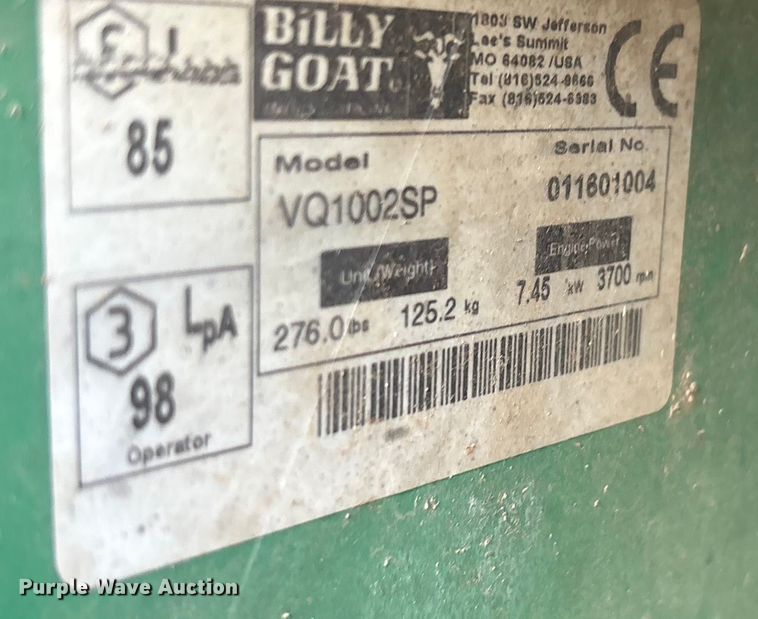 BiLLY
GOAT
1803 SW Jefferson
Lee's Summit
MO 64082 /USA
Tel (816)524-9666
Fax (816)524-6983
CE
85
Model
Serial No.
VQ1002SP
011601004
Unit (Weight)
Engine Power
276.0 lbs 125.2 kg
7.45 kW 3700 rpm
3 LpA
98
Operator
Purple Wave Auction